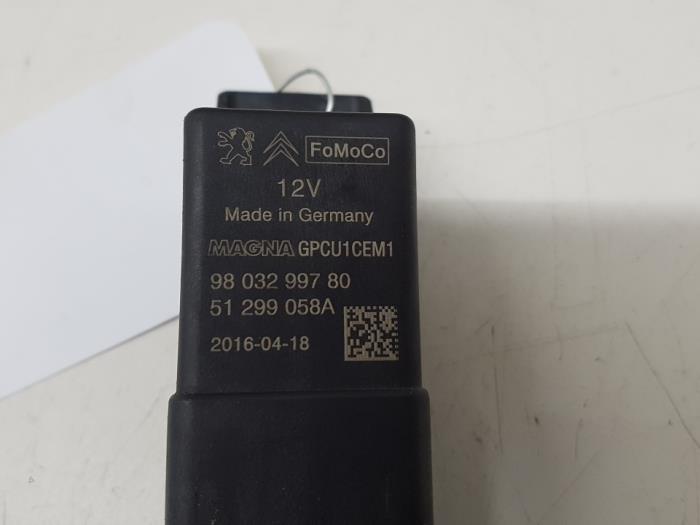 FoMoCo
12V
Made in Germany
MAGNA GPCU1CEM1
98 032 997 80
51 299 058A
2016-04-18